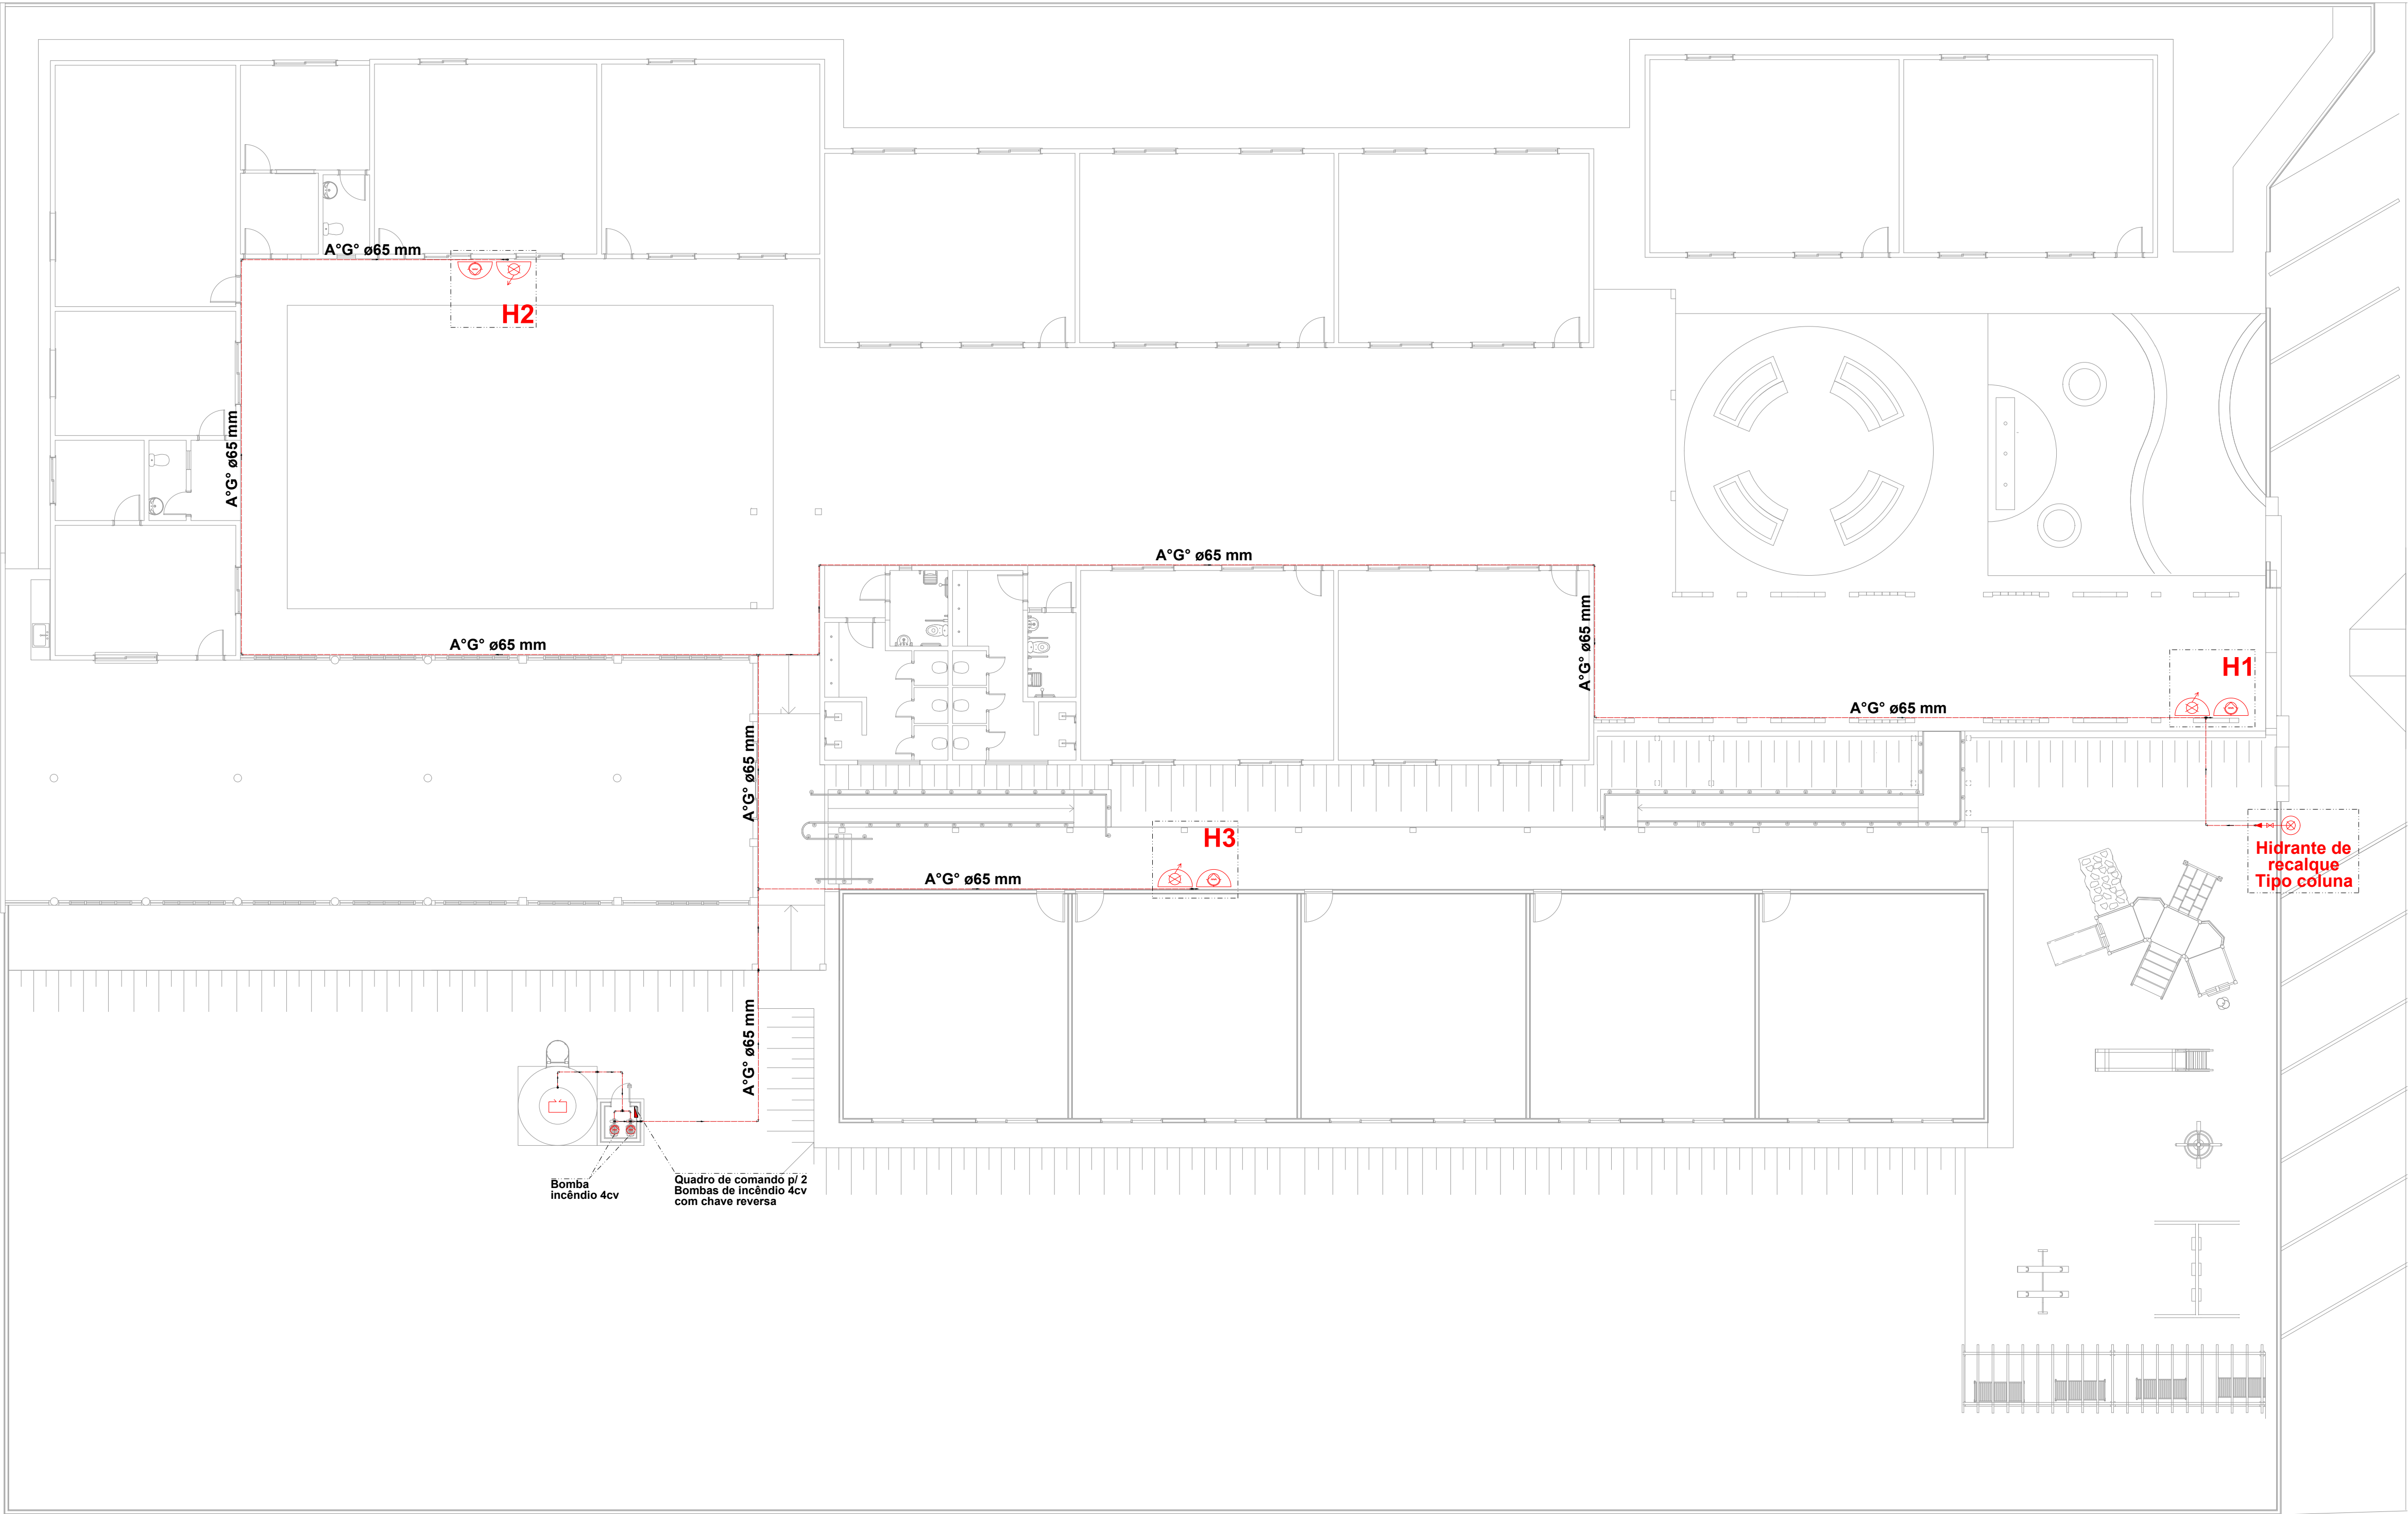 A°G° ø65 mm
H2
A°G° ø65 mm
A°G° ø65 mm
A°G° ø65 mm
A°G° ø65 mm
H1
A°G° ø65 mm
A°G° ø65 mm
H3
A°G° ø65 mm
Hidrante de
recalque
Tipo coluna
A°G° ø65 mm
Bomba
incêndio 4cv
Quadro de comando p/ 2
Bombas de incêndio 4cv
com chave reversa